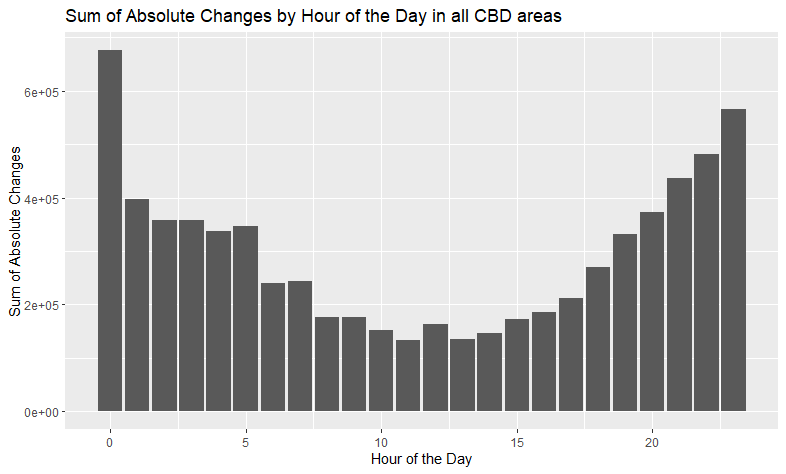 Sum of Absolute Changes by Hour of the Day in all CBD areas
Sum of Absolute Changes
6e+05
4e+05
2e+05
0e+00
0 5 10 15 20
Hour of the Day